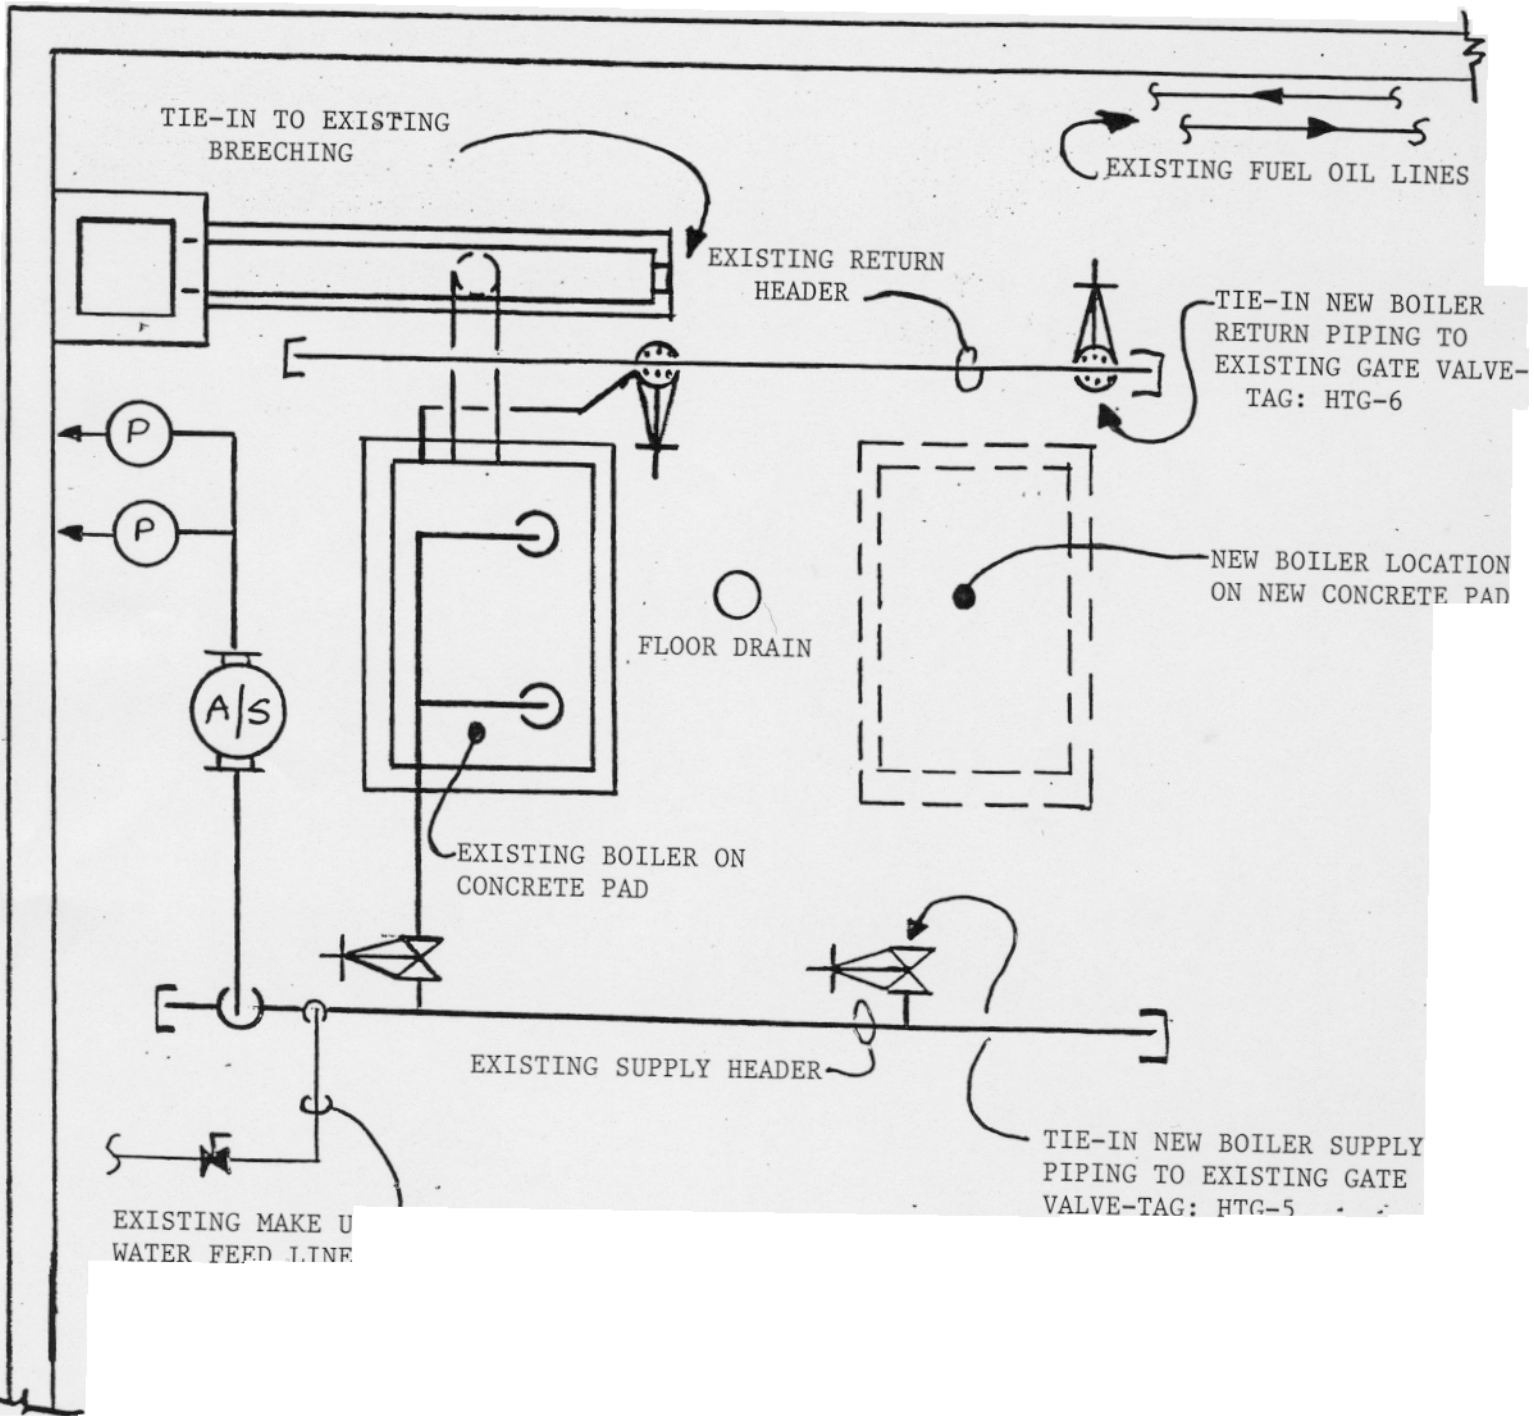 TIE-IN TO EXISTING
BREECHING
EXISTING FUEL OIL LINES
EXISTING RETURN
HEADER
TIE-IN NEW BOILER
RETURN PIPING TO
EXISTING GATE VALVE-
TAG: HTG-6
P
P
NEW BOILER LOCATION
ON NEW CONCRETE PAD
FLOOR DRAIN
A/S
EXISTING BOILER ON
CONCRETE PAD
EXISTING SUPPLY HEADER
TIE-IN NEW BOILER SUPPLY
PIPING TO EXISTING GATE
VALVE-TAG: HTG-5
EXISTING MAKE U
WATER FEED LINE